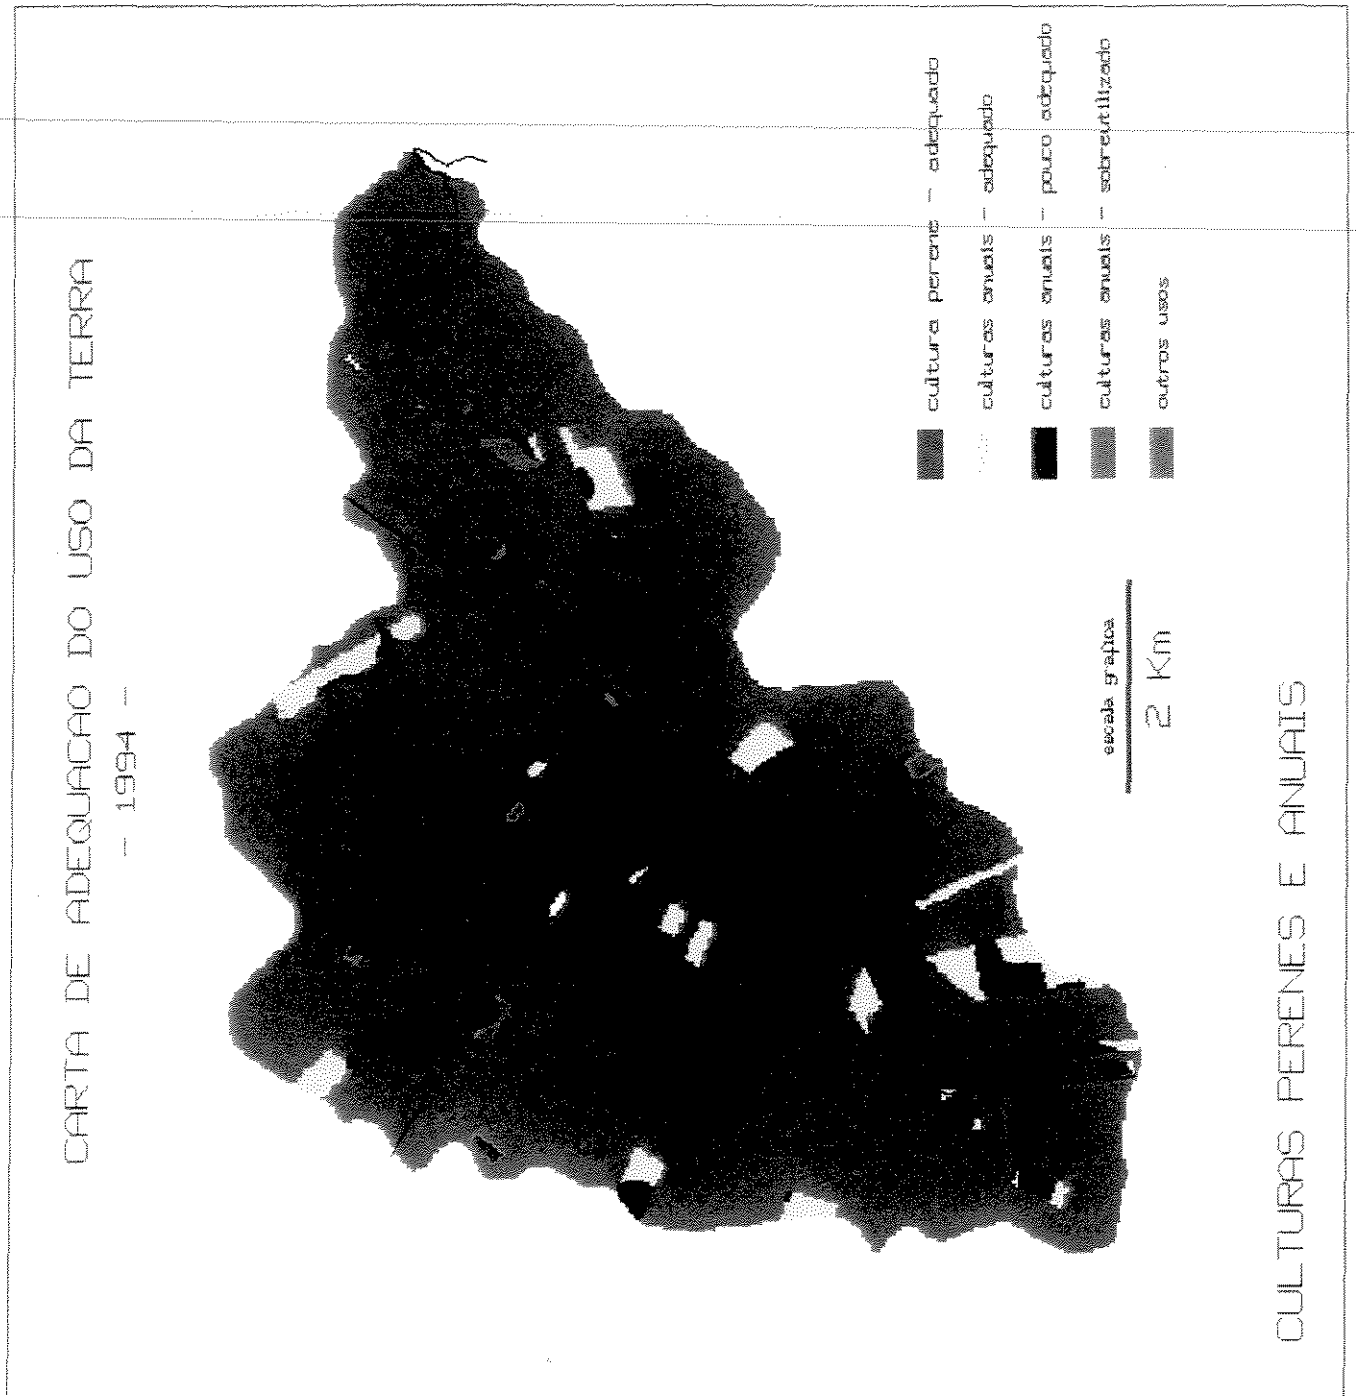 CARTA DE ADEQUACAO DO USO DA TERRA
- 1994 -
cultura perene - adequado
culturas anuais - adequado
culturas anuais - pouco adequado
culturas anuais - sobreutilizado
outros usos
escala grafica
2 Km
CULTURAS PERENES E ANUAIS